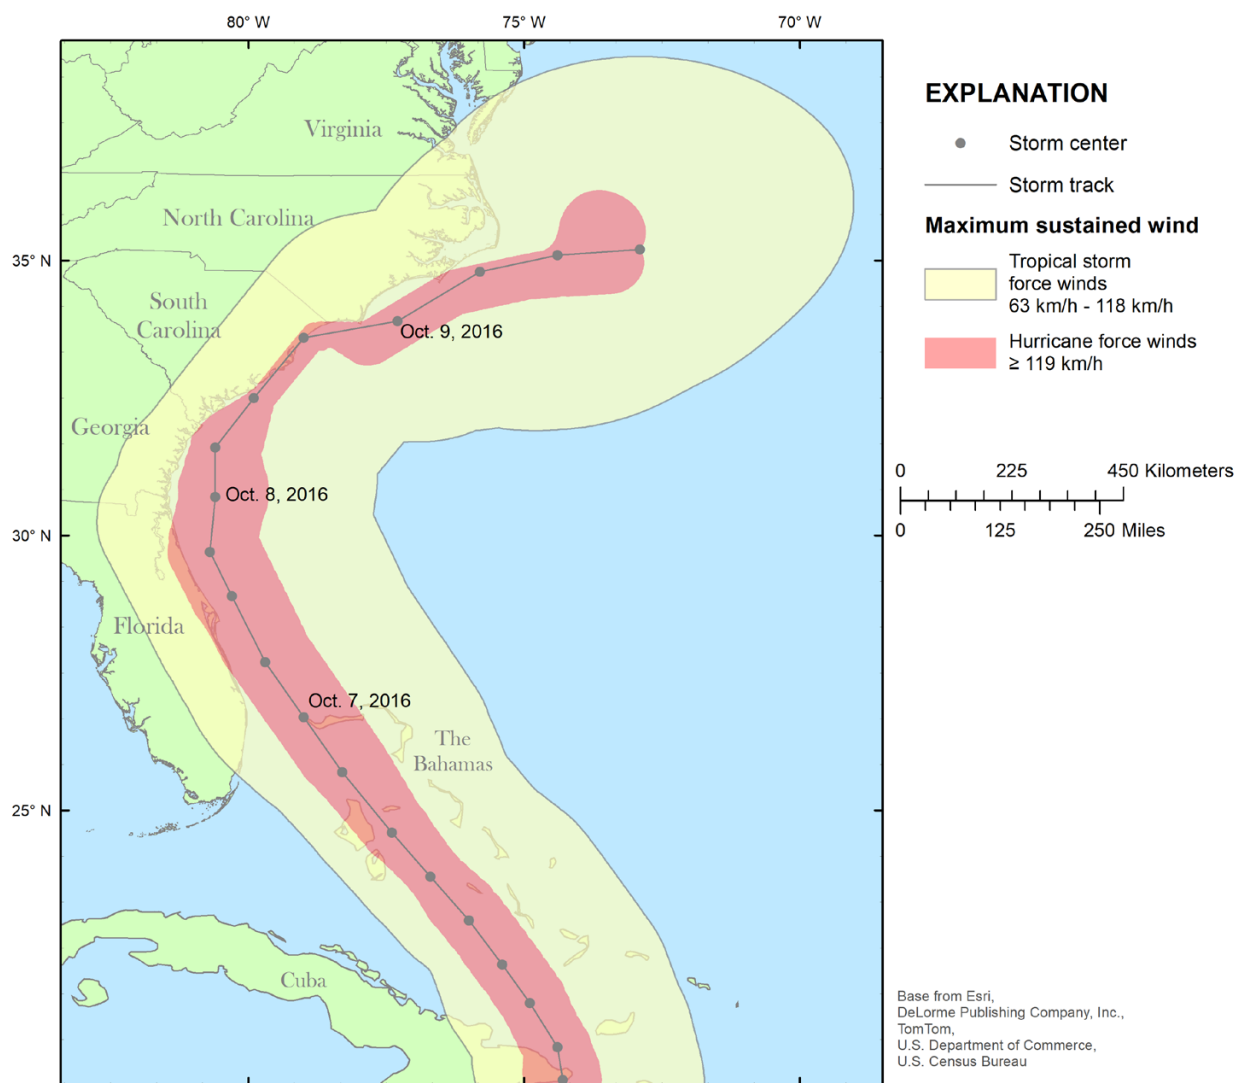 80° W
75° W
70° W
EXPLANATION
Storm center
Virginia
Storm track
North Carolina
Maximum sustained wind
35° N
Tropical storm
force winds
63 km/h - 118 km/h
South
Carolina
Oct. 9, 2016
Hurricane force winds
≥ 119 km/h
Georgia
0
225
450 Kilometers
Oct. 8, 2016
30° N
0
125
250 Miles
Florida
Oct. 7, 2016
The
Bahamas
25° N
Cuba
Base from Esri,
DeLorme Publishing Company, Inc.,
TomTom,
U.S. Department of Commerce,
U.S. Census Bureau